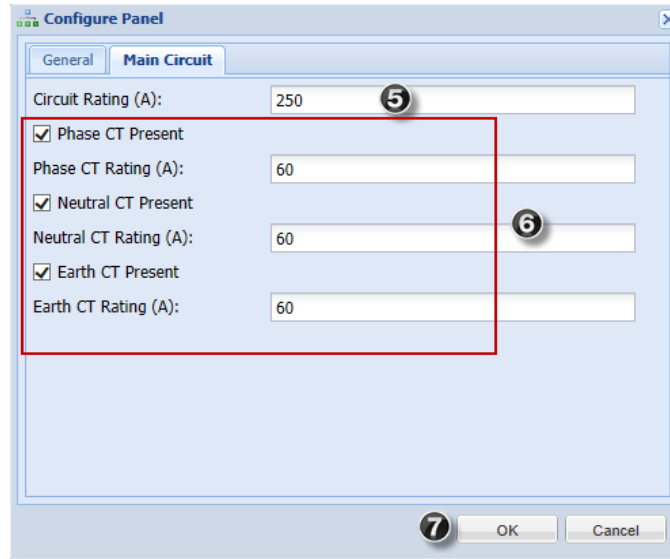 Configure Panel
General Main Circuit
Circuit Rating (A): 250 5
Phase CT Present
Phase CT Rating (A): 60
Neutral CT Present
6
Neutral CT Rating (A): 60
Earth CT Present
Earth CT Rating (A): 60
7 OK Cancel